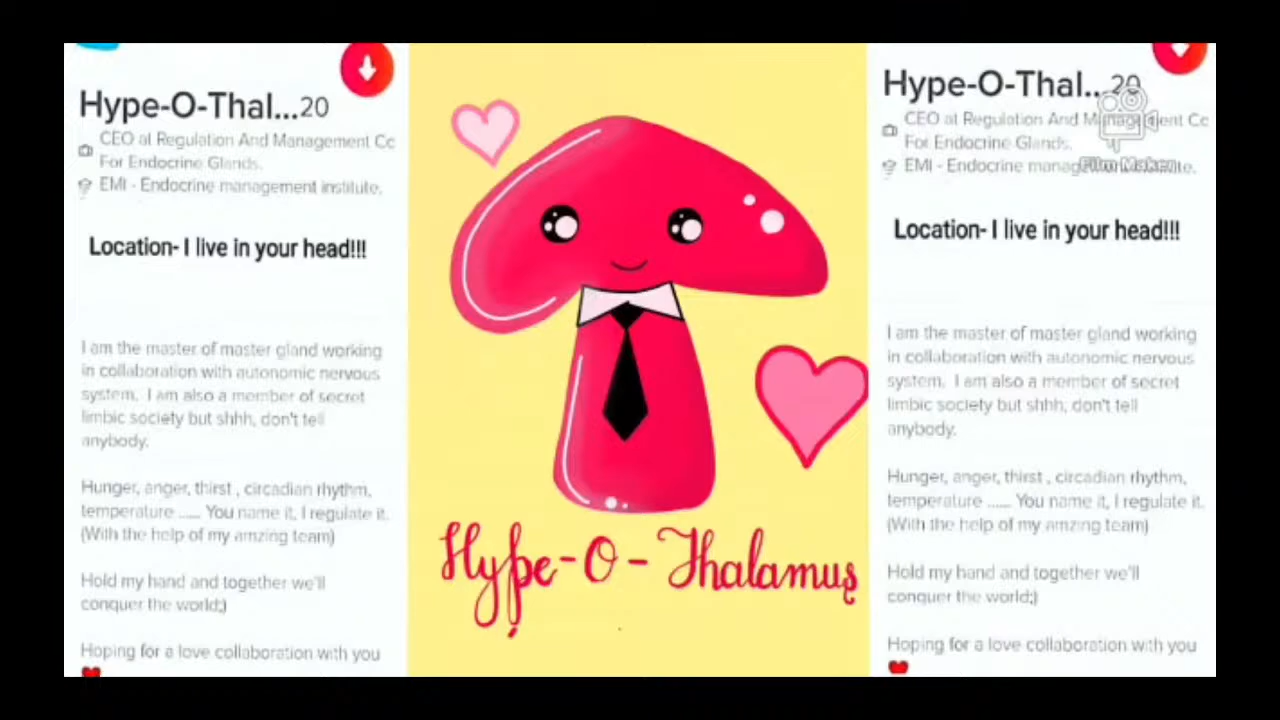 Hype-O-Thal...20
CEO at Regulation And Management Cc
For Endocrine Glands.
EMI - Endocrine management institute.
Location- I live in your head!!!
I am the master of master gland working
in collaboration with autonomic nervous
system. I am also a member of secret
limbic society but shhh, don't tell
anybody.
Hunger, anger, thirst , circadian rhythm,
temperature ...... You name it, I regulate it.
(With the help of my amzing team)
Hold my hand and together we'll
conquer the world;)
Hoping for a love collaboration with you
Hype-O-Thalamus
Hype-O-Thal...20
CEO at Regulation And Management Cc
For Endocrine Glands.
EMI - Endocrine management institute.
Film Maker
Location- I live in your head!!!
I am the master of master gland working
in collaboration with autonomic nervous
system. I am also a member of secret
limbic society but shhh, don't tell
anybody.
Hunger, anger, thirst , circadian rhythm,
temperature ...... You name it, I regulate it.
(With the help of my amzing team)
Hold my hand and together we'll
conquer the world;)
Hoping for a love collaboration with you